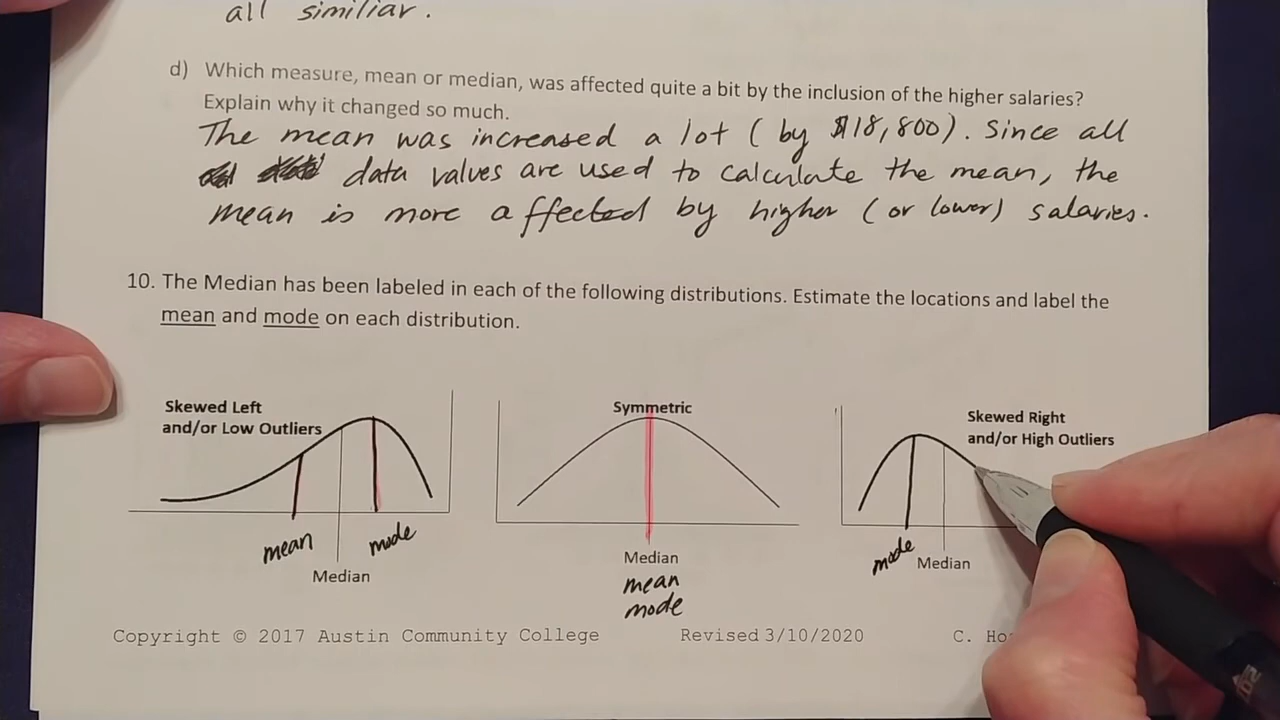 all similiar.
d) Which measure, mean or median, was affected quite a bit by the inclusion of the higher salaries?
Explain why it changed so much.
The mean was increased a lot (by $18,800). Since all
data values are used to calculate the mean, the
mean is more affected by higher (or lower) salaries.
10. The Median has been labeled in each of the following distributions. Estimate the locations and label the
mean and mode on each distribution.
Skewed Left
and/or Low Outliers
mean
mode
Median
Symmetric
Median
mean
mode
Skewed Right
and/or High Outliers
mode
Median
Copyright © 2017 Austin Community College
Revised 3/10/2020
C.